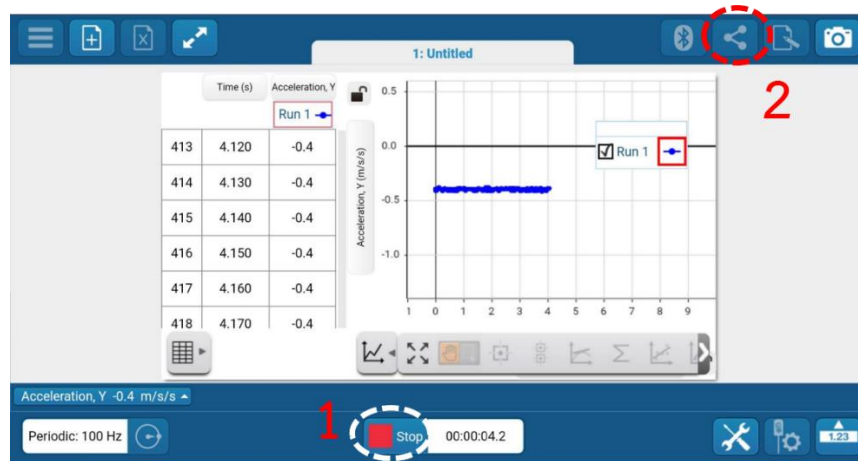 1: Untitled
2
Time (s)
Acceleration, Y
Run 1
413 4.120 -0.4
414 4.130 -0.4
415 4.140 -0.4
416 4.150 -0.4
417 4.160 -0.4
418 4.170 -0.4
Acceleration, Y (m/s/s)
0.5
0.0
-0.5
-1.0
1 0 1 2 3 4 5 6 7 8 9
Run 1
Acceleration, Y -0.4 m/s/s
1
Periodic: 100 Hz
Stop
00:00:04.2
1.23